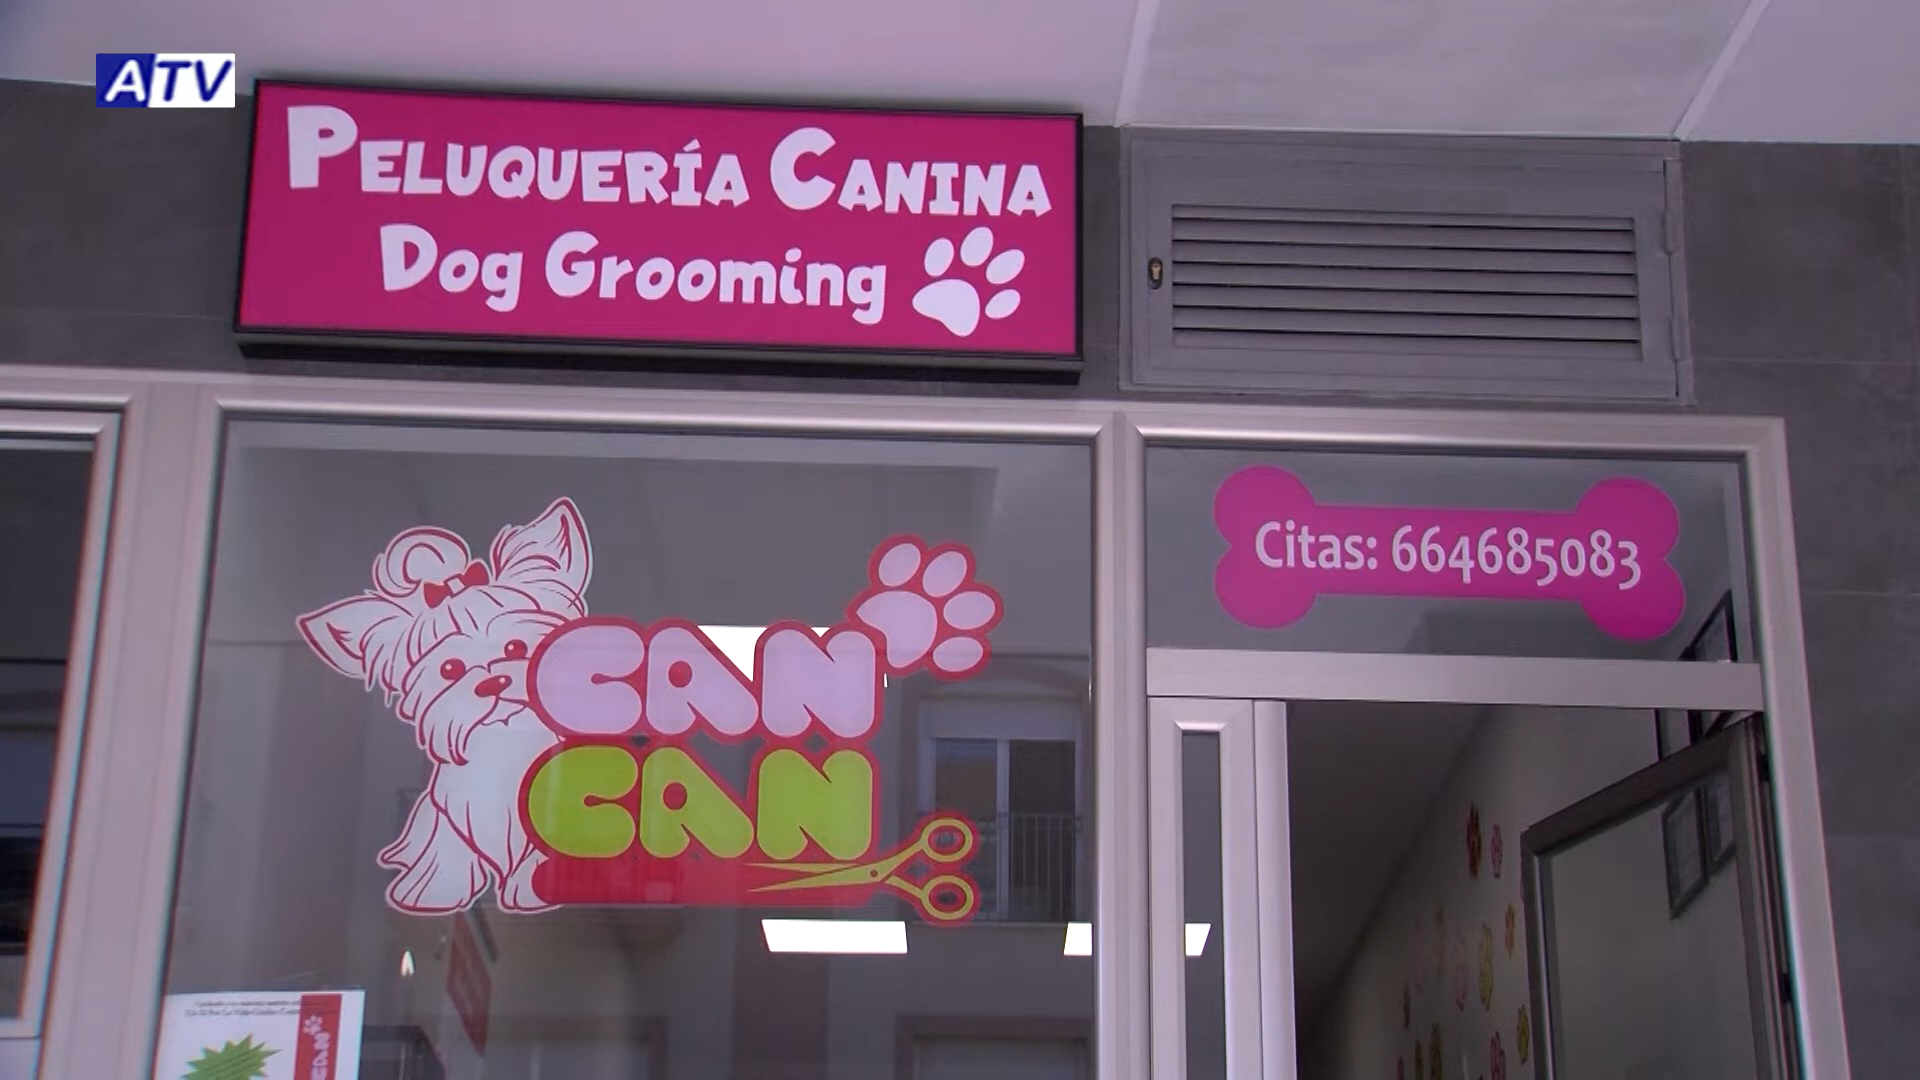 ATV
PELUQUERÍA CANINA
Dog Grooming
Citas: 664685083
CAN
CAN